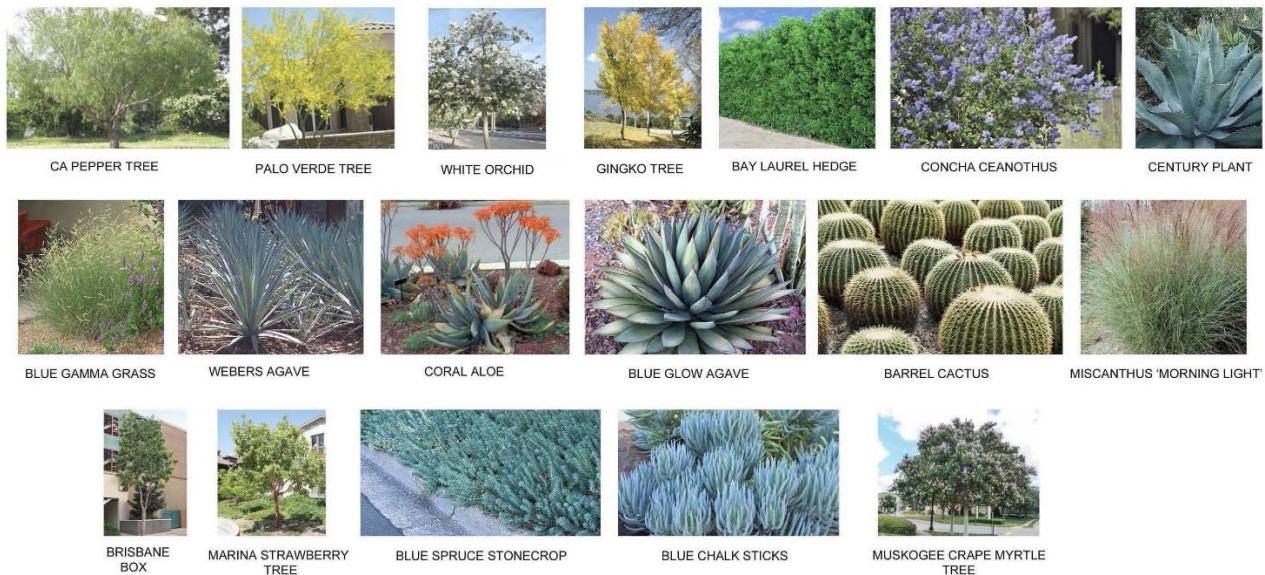 CA PEPPER TREE
PALO VERDE TREE
WHITE ORCHID
GINGKO TREE
BAY LAUREL HEDGE
CONCHA CEANOTHUS
CENTURY PLANT
BLUE GAMMA GRASS
WEBERS AGAVE
CORAL ALOE
BLUE GLOW AGAVE
BARREL CACTUS
MISCANTHUS 'MORNING LIGHT'
BRISBANE
BOX
MARINA STRAWBERRY
TREE
BLUE SPRUCE STONECROP
BLUE CHALK STICKS
MUSKOGEE CRAPE MYRTLE
TREE